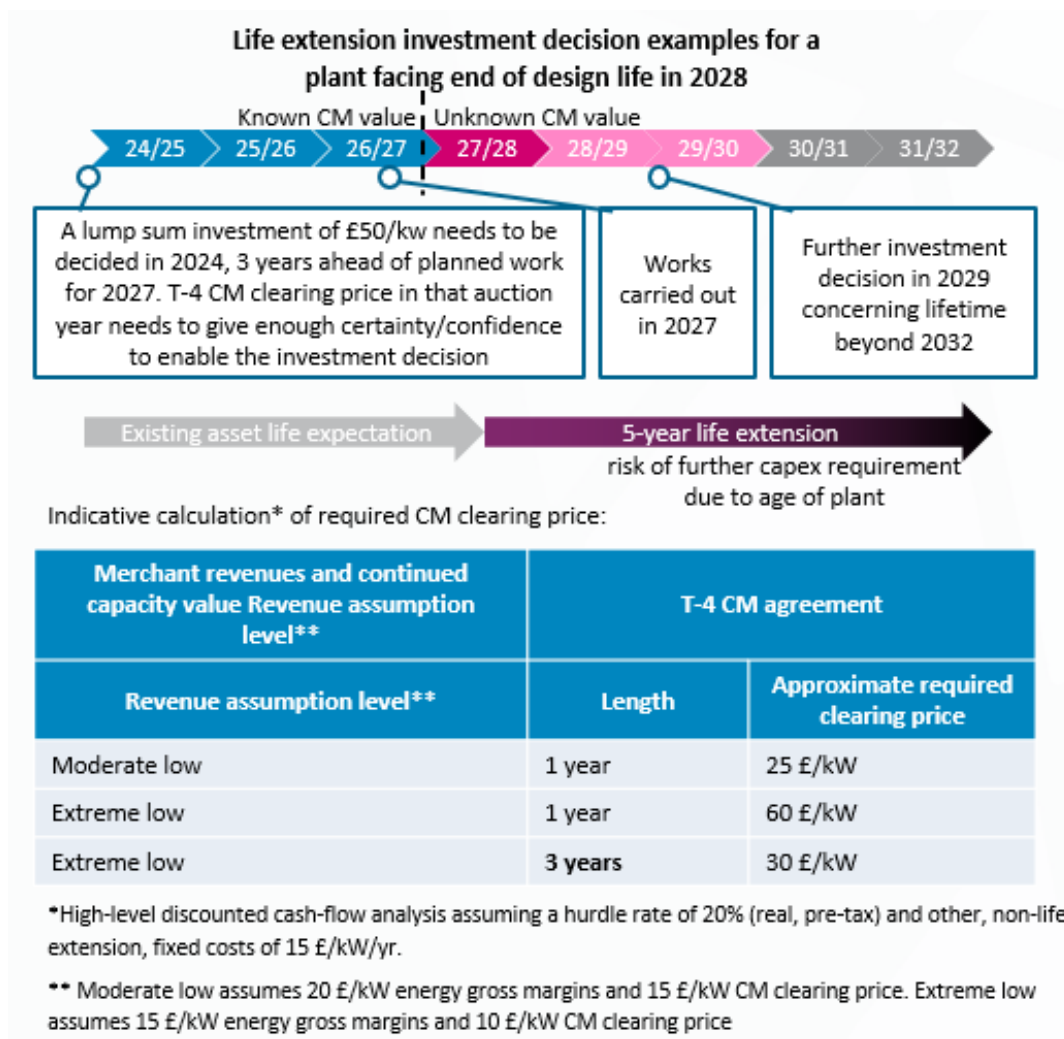 Life extension investment decision examples for a
plant facing end of design life in 2028
Known CM value
Unknown CM value
24/25
25/26
26/27
27/28
28/29
29/30
30/31
31/32
A lump sum investment of £50/kw needs to be
decided in 2024, 3 years ahead of planned work
for 2027. T-4 CM clearing price in that auction
year needs to give enough certainty/confidence
to enable the investment decision
Works
carried out
in 2027
Further investment
decision in 2029
concerning lifetime
beyond 2032
Existing asset life expectation
5-year life extension
risk of further capex requirement
due to age of plant
Indicative calculation* of required CM clearing price:
Merchant revenues and continued
capacity value Revenue assumption
level**
T-4 CM agreement
Revenue assumption level**
Length
Approximate required
clearing price
Moderate low
1 year
25 £/kW
Extreme low
1 year
60 £/kW
Extreme low
3 years
30 £/kW
*High-level discounted cash-flow analysis assuming a hurdle rate of 20% (real, pre-tax) and other, non-life
extension, fixed costs of 15 £/kW/yr.
** Moderate low assumes 20 £/kW energy gross margins and 15 £/kW CM clearing price. Extreme low
assumes 15 £/kW energy gross margins and 10 £/kW CM clearing price